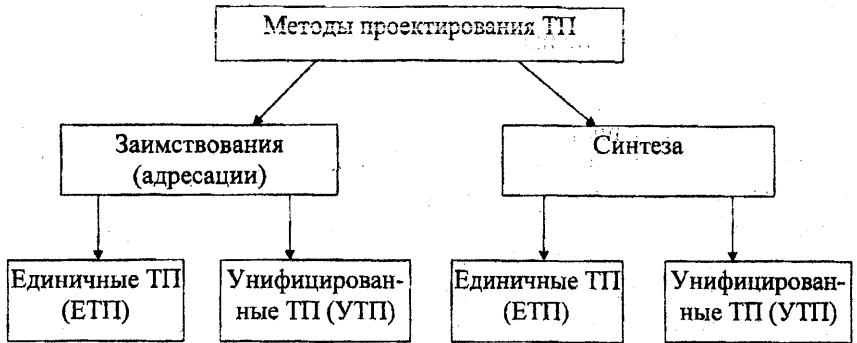 Методы проектирования ТП
Заимствования
(адресации)
Синтеза
Единичные ТП
(ЕТП)
Унифицирован-
ные ТП (УТП)
Единичные ТП
(ЕТП)
Унифицирован-
ные ТП (УТП)